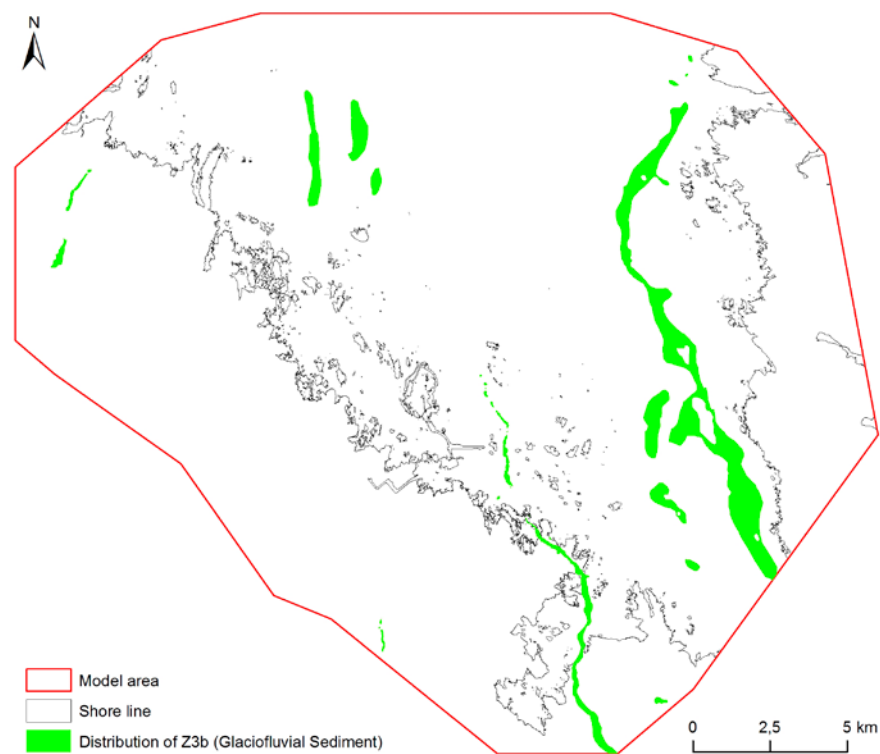 N
Model area
Shore line
Distribution of Z3b (Glaciofluvial Sediment)
0 2,5 5 km